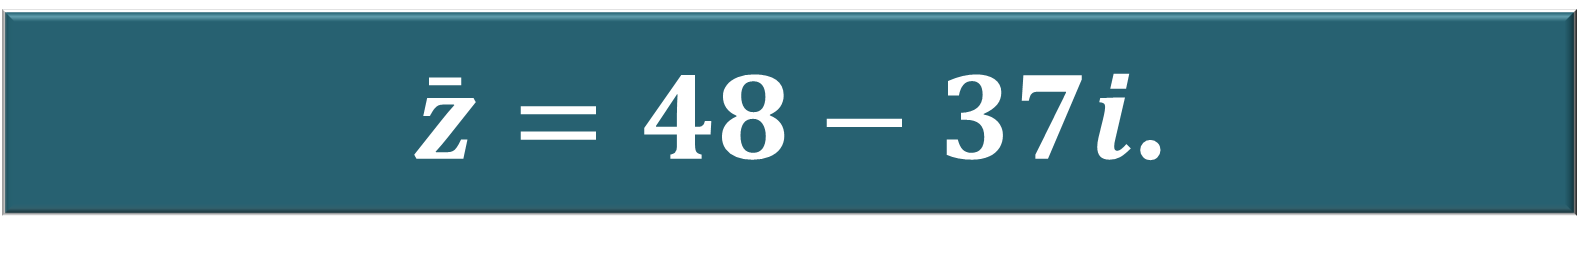 z̄ = 48 − 37i.